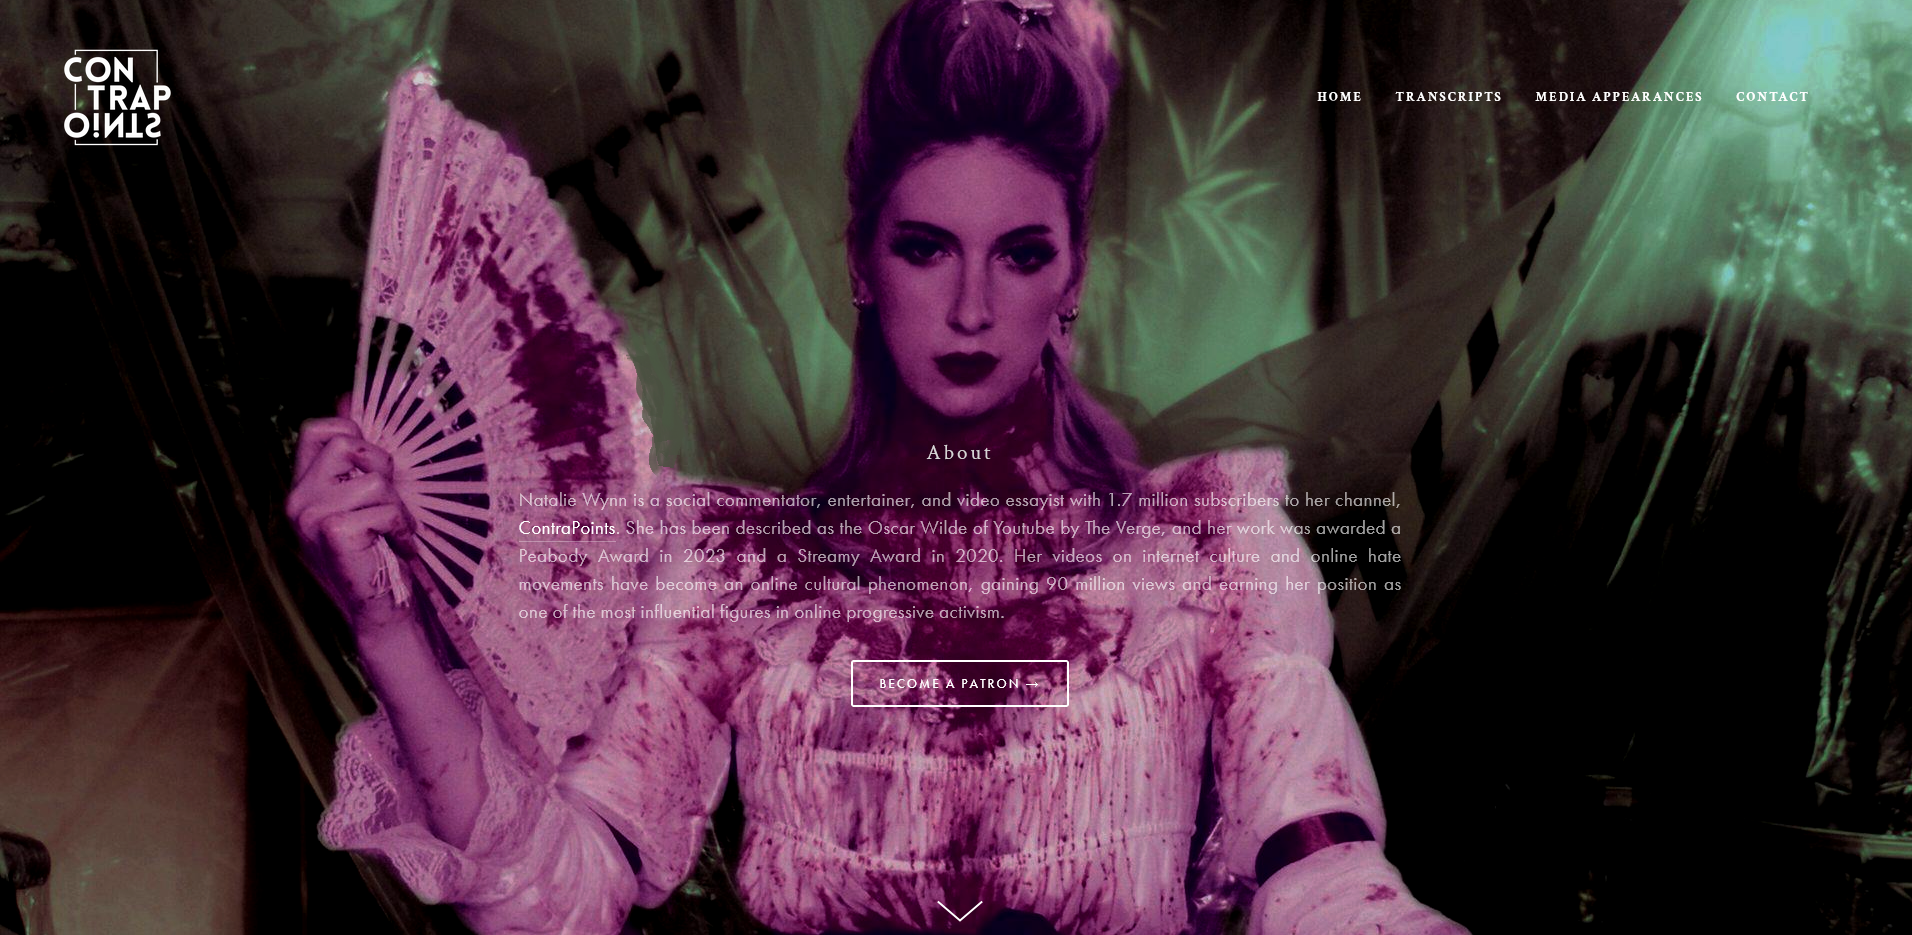 CON
TRAP
OINTS
HOME
TRANSCRIPTS
MEDIA APPEARANCES
CONTACT
About
Natalie Wynn is a social commentator, entertainer, and video essayist with 1.7 million subscribers to her channel,
ContraPoints. She has been described as the Oscar Wilde of Youtube by The Verge, and her work was awarded a
Peabody Award in 2023 and a Streamy Award in 2020. Her videos on internet culture and online hate
movements have become an online cultural phenomenon, gaining 90 million views and earning her position as
one of the most influential figures in online progressive activism.
BECOME A PATRON →